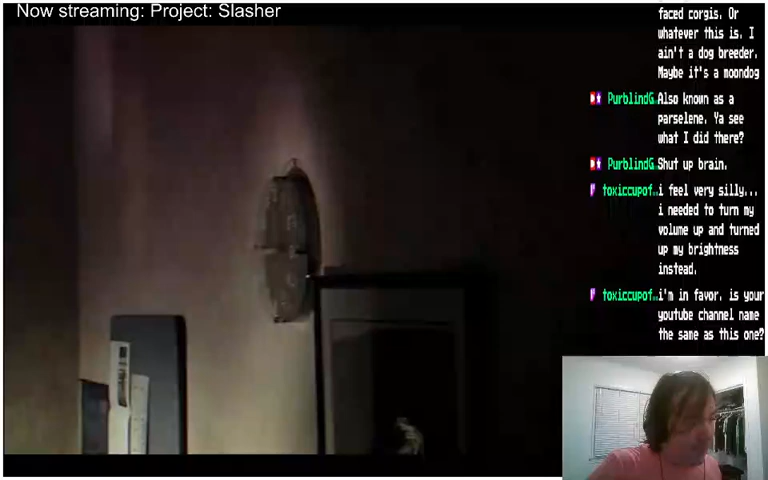 Now streaming: Project: Slasher
faced corgis. Or
whatever this is. I
ain't a dog breeder.
Maybe it's a moondog
PurblindG.. Also known as a
parselene. Ya see
what I did there?
PurblindG.. Shut up brain.
toxiccupof.. i feel very silly...
i needed to turn my
volume up and turned
up my brightness
instead.
toxiccupof.. i'm in favor. is your
youtube channel name
the same as this one?